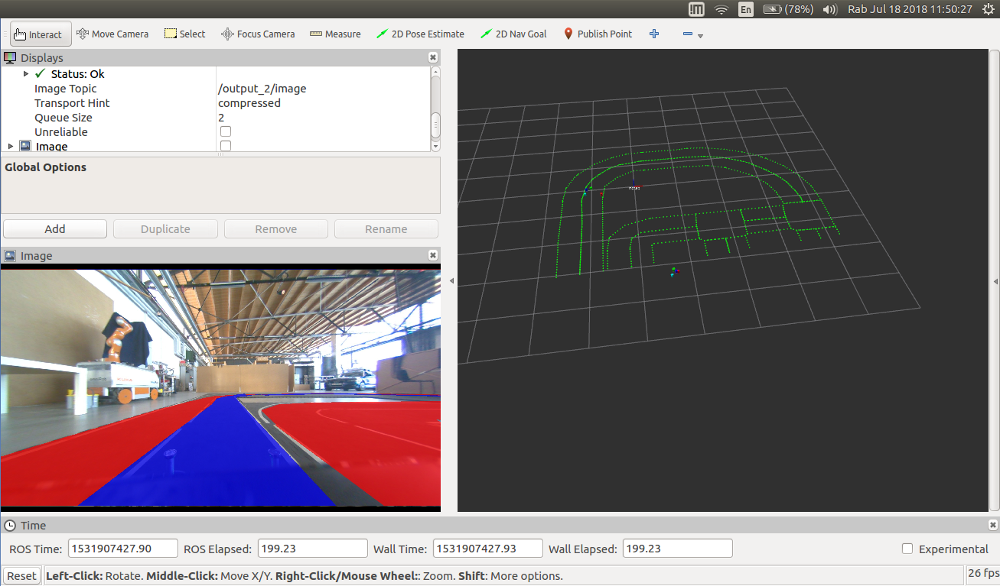 (78%) En Rab Jul 18 2018 11:50:27
Interact Move Camera Select Focus Camera Measure 2D Pose Estimate 2D Nav Goal Publish Point
Displays
Status: Ok
Image Topic /output_2/image
Transport Hint compressed
Queue Size 2
Unreliable
Image
Global Options
Add Duplicate Remove Rename
Image
Time
ROS Time: 1531907427.90 ROS Elapsed: 199.23 Wall Time: 1531907427.93 Wall Elapsed: 199.23 Experimental
Reset Left-Click: Rotate. Middle-Click: Move X/Y. Right-Click/Mouse Wheel:: Zoom. Shift: More options. 26 fps